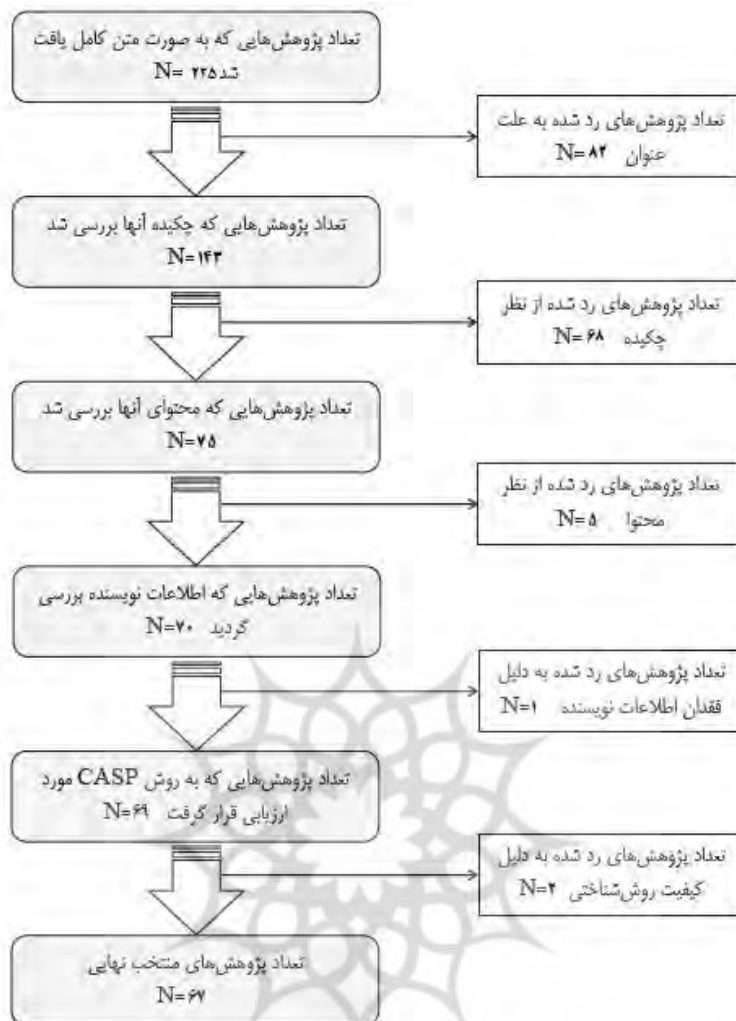 تعداد پژوهش‌هایی که به صورت متن کامل یافت
شد N= ۲۲۵
تعداد پژوهش‌های رد شده به علت
عنوان N=۸۲
تعداد پژوهش‌هایی که چکیده آنها بررسی شد
N=۱۴۳
تعداد پژوهش‌های رد شده از نظر
چکیده N=۶۸
تعداد پژوهش‌هایی که محتوای آنها بررسی شد
N=۷۵
تعداد پژوهش‌های رد شده از نظر
محتوا N=۵
تعداد پژوهش‌هایی که اطلاعات نویسنده بررسی
گردید N=۷۰
تعداد پژوهش‌های رد شده به دلیل
فقدان اطلاعات نویسنده N=۱
تعداد پژوهش‌هایی که به روش CASP مورد
ارزیابی قرار گرفت N=۶۹
تعداد پژوهش‌های رد شده به دلیل
کیفیت روش‌شناختی N=۲
تعداد پژوهش‌های منتخب نهایی
N=۶۷